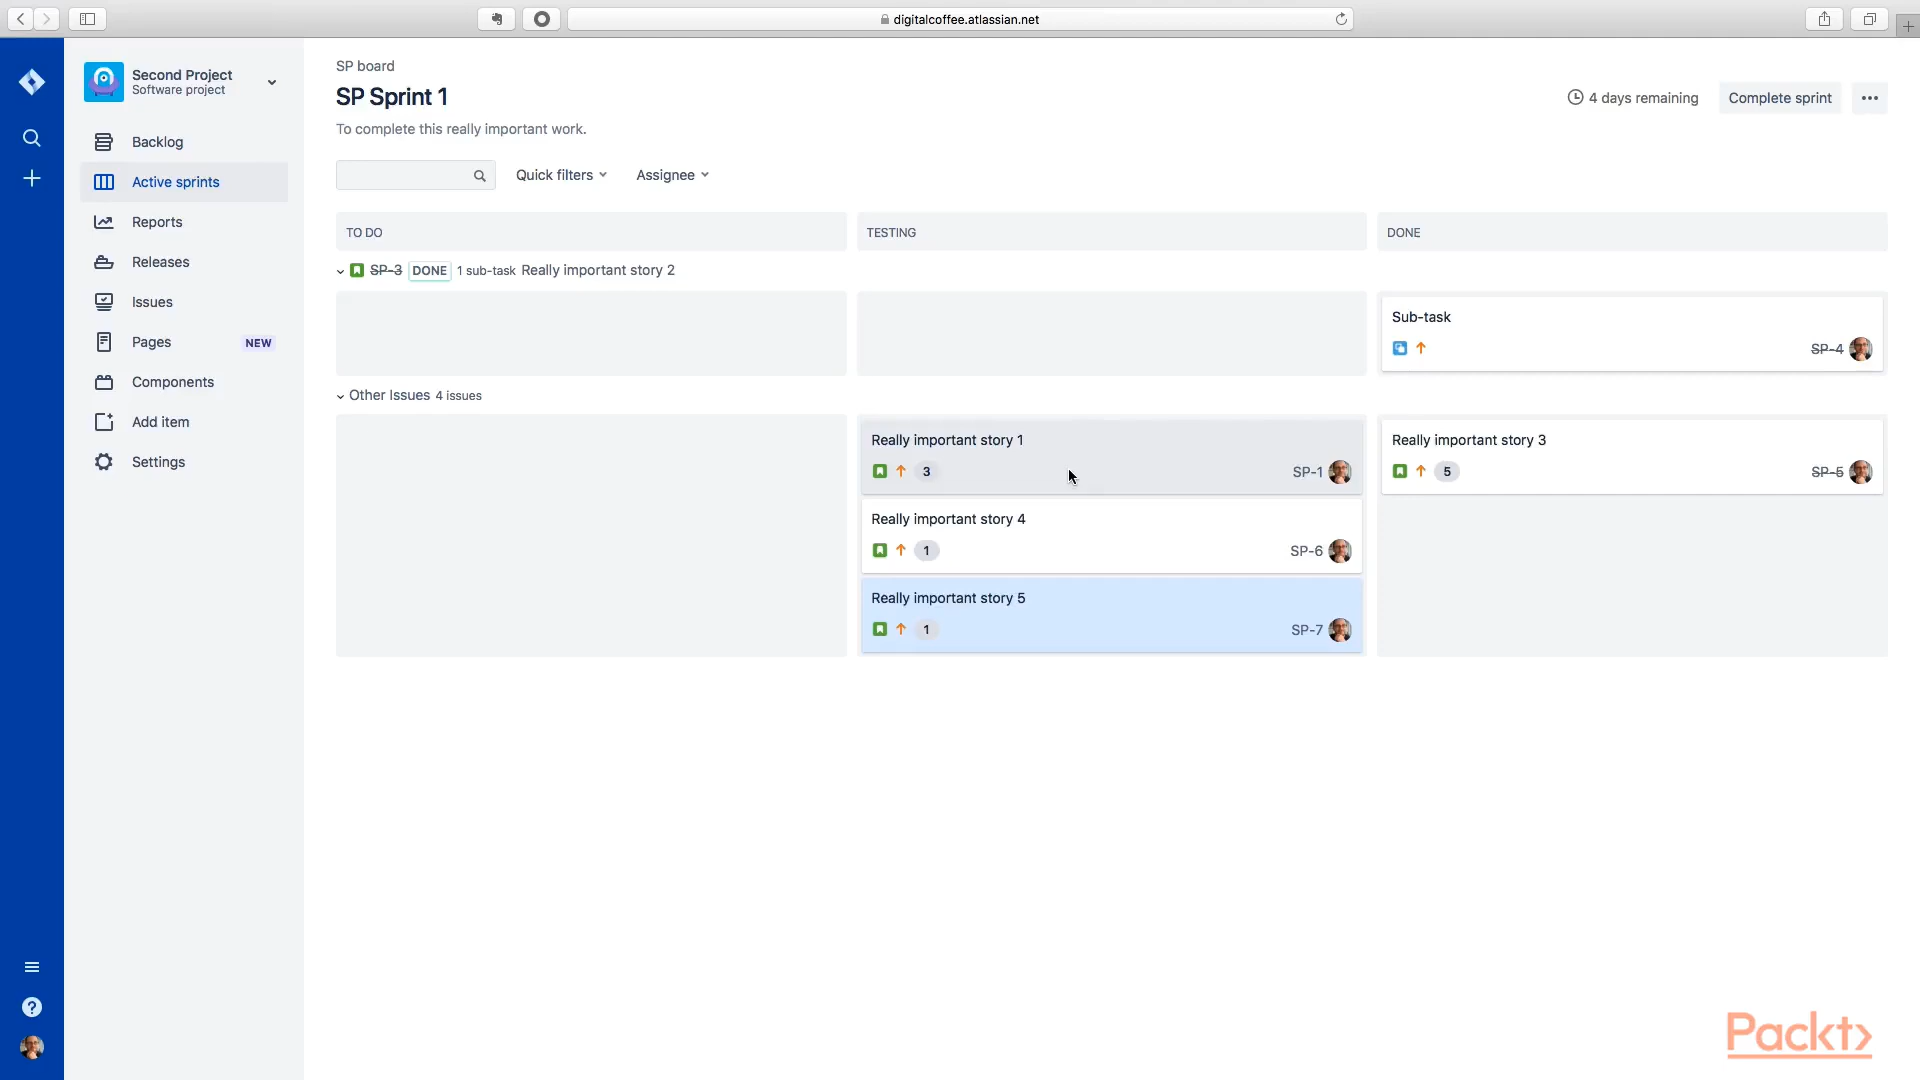 digitalcoffee.atlassian.net
Second Project
Software project
Backlog
Active sprints
Reports
Releases
Issues
Pages NEW
Components
Add item
Settings
SP board
SP Sprint 1
To complete this really important work.
4 days remaining
Complete sprint
Quick filters
Assignee
TO DO
TESTING
DONE
SP-3 DONE 1 sub-task Really important story 2
Sub-task
SP-4
Other Issues 4 issues
Really important story 1
3
SP-1
Really important story 4
1
SP-6
Really important story 5
1
SP-7
Really important story 3
5
SP-5
?
Packt>